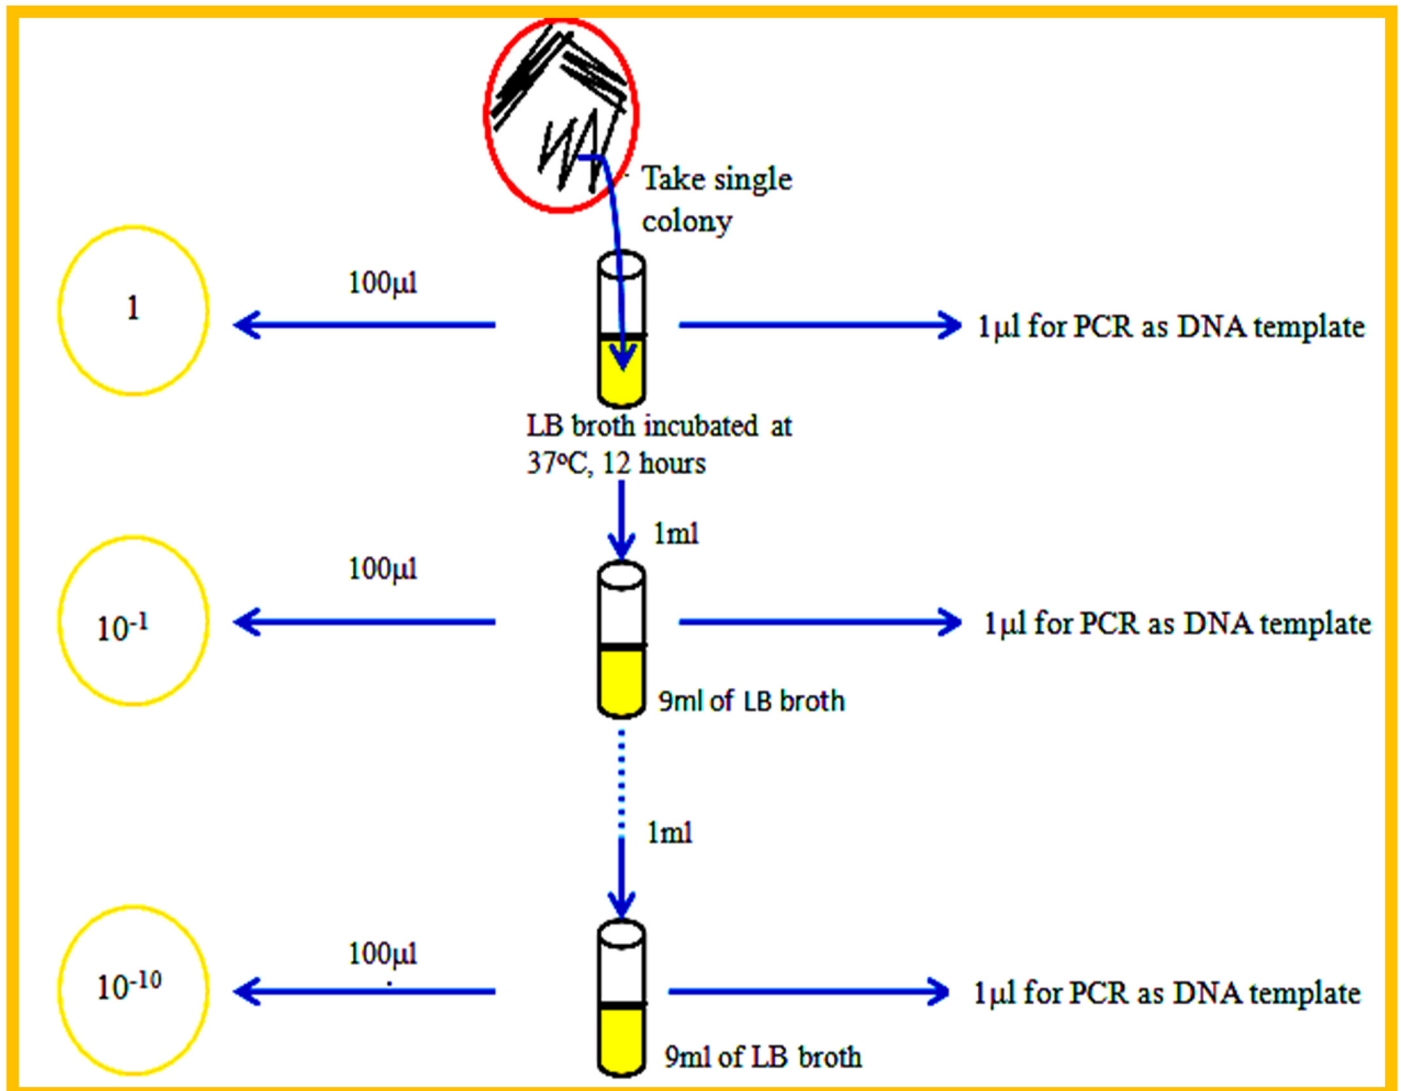 Take single
colony
1
100µl
1µl for PCR as DNA template
LB broth incubated at
37°C, 12 hours
1ml
10⁻¹
100µl
1µl for PCR as DNA template
9ml of LB broth
1ml
10⁻¹⁰
100µl
1µl for PCR as DNA template
9ml of LB broth